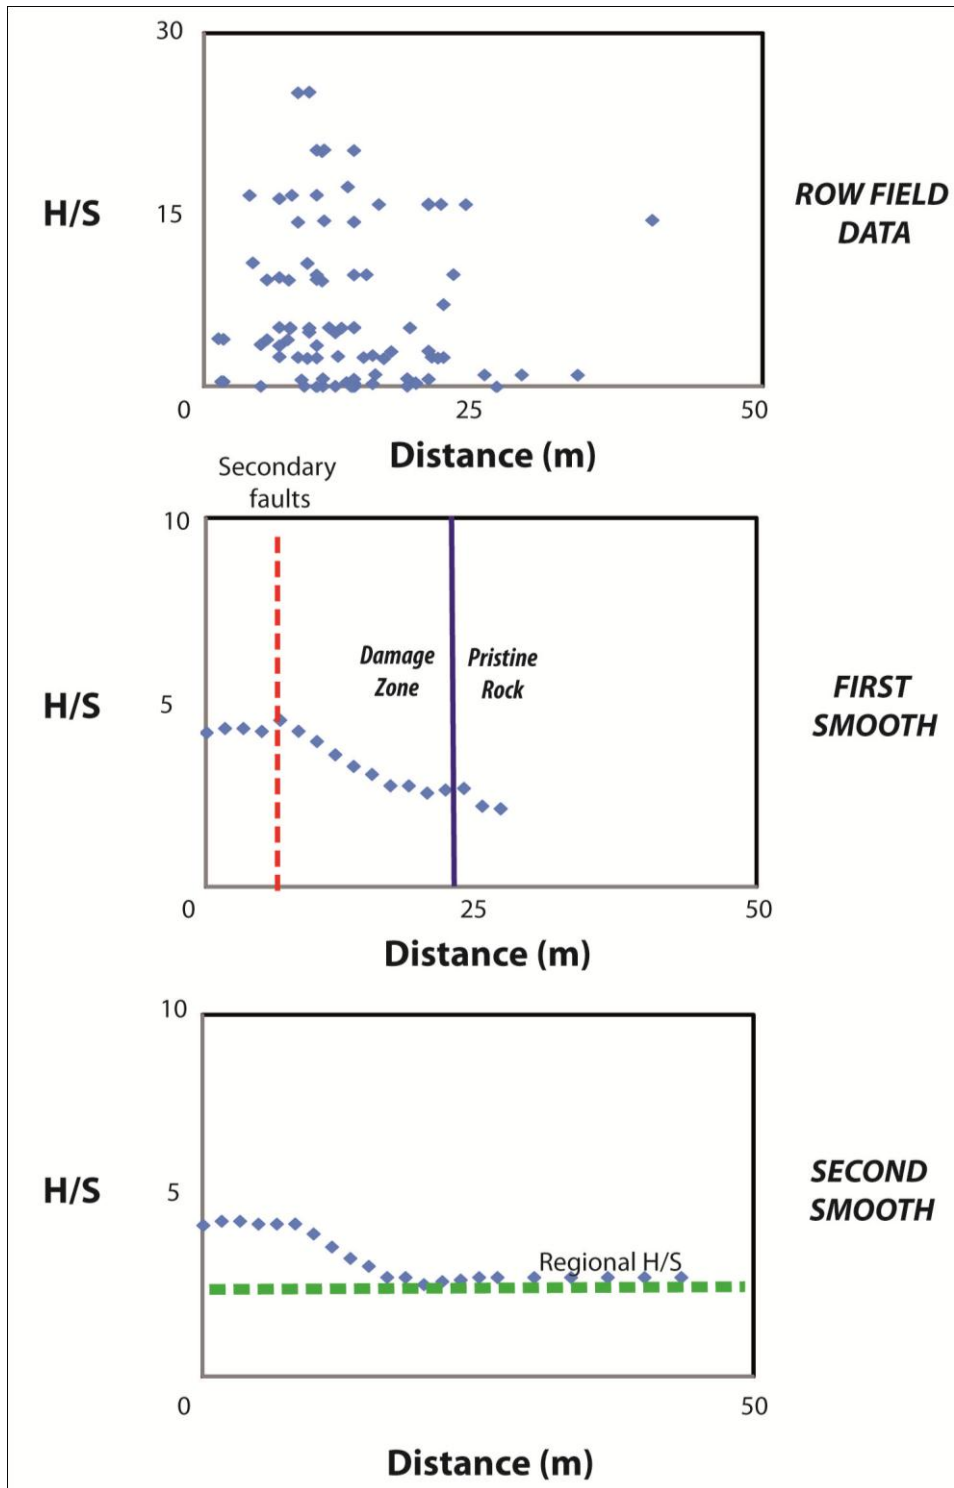 30
H/S
15
ROW FIELD
DATA
0
25
50
Distance (m)
Secondary
faults
10
Damage
Zone
Pristine
Rock
H/S
5
FIRST
SMOOTH
0
25
50
Distance (m)
10
H/S
5
SECOND
SMOOTH
Regional H/S
0
50
Distance (m)